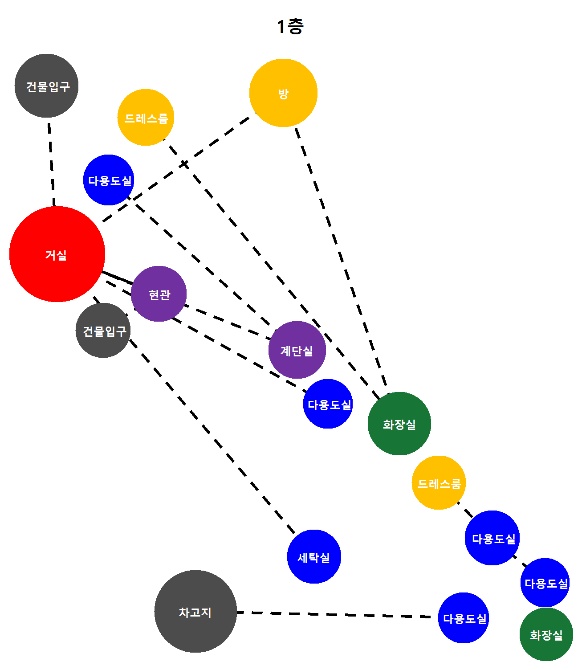 1층
건물입구
방
드레스룸
다용도실
거실
현관
건물입구
계단실
다용도실
화장실
드레스룸
다용도실
세탁실
다용도실
차고지
다용도실
화장실